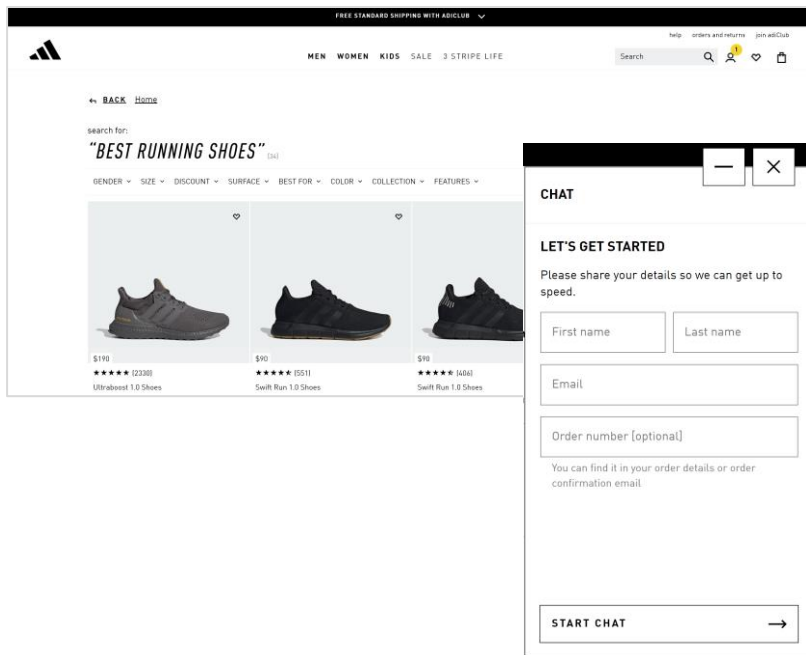 FREE STANDARD SHIPPING WITH ADICLUB
help orders and returns join adiClub
MEN WOMEN KIDS SALE 3 STRIPE LIFE
Search
1
BACK Home
search for:
"BEST RUNNING SHOES" [36]
GENDER SIZE DISCOUNT SURFACE BEST FOR COLOR COLLECTION FEATURES
$190 $90 $90
[2330] [551] [406]
Ultraboost 1.0 Shoes Swift Run 1.0 Shoes Swift Run 1.0 Shoes
CHAT
LET'S GET STARTED
Please share your details so we can get up to
speed.
First name Last name
Email
Order number [optional]
You can find it in your order details or order
confirmation email
START CHAT